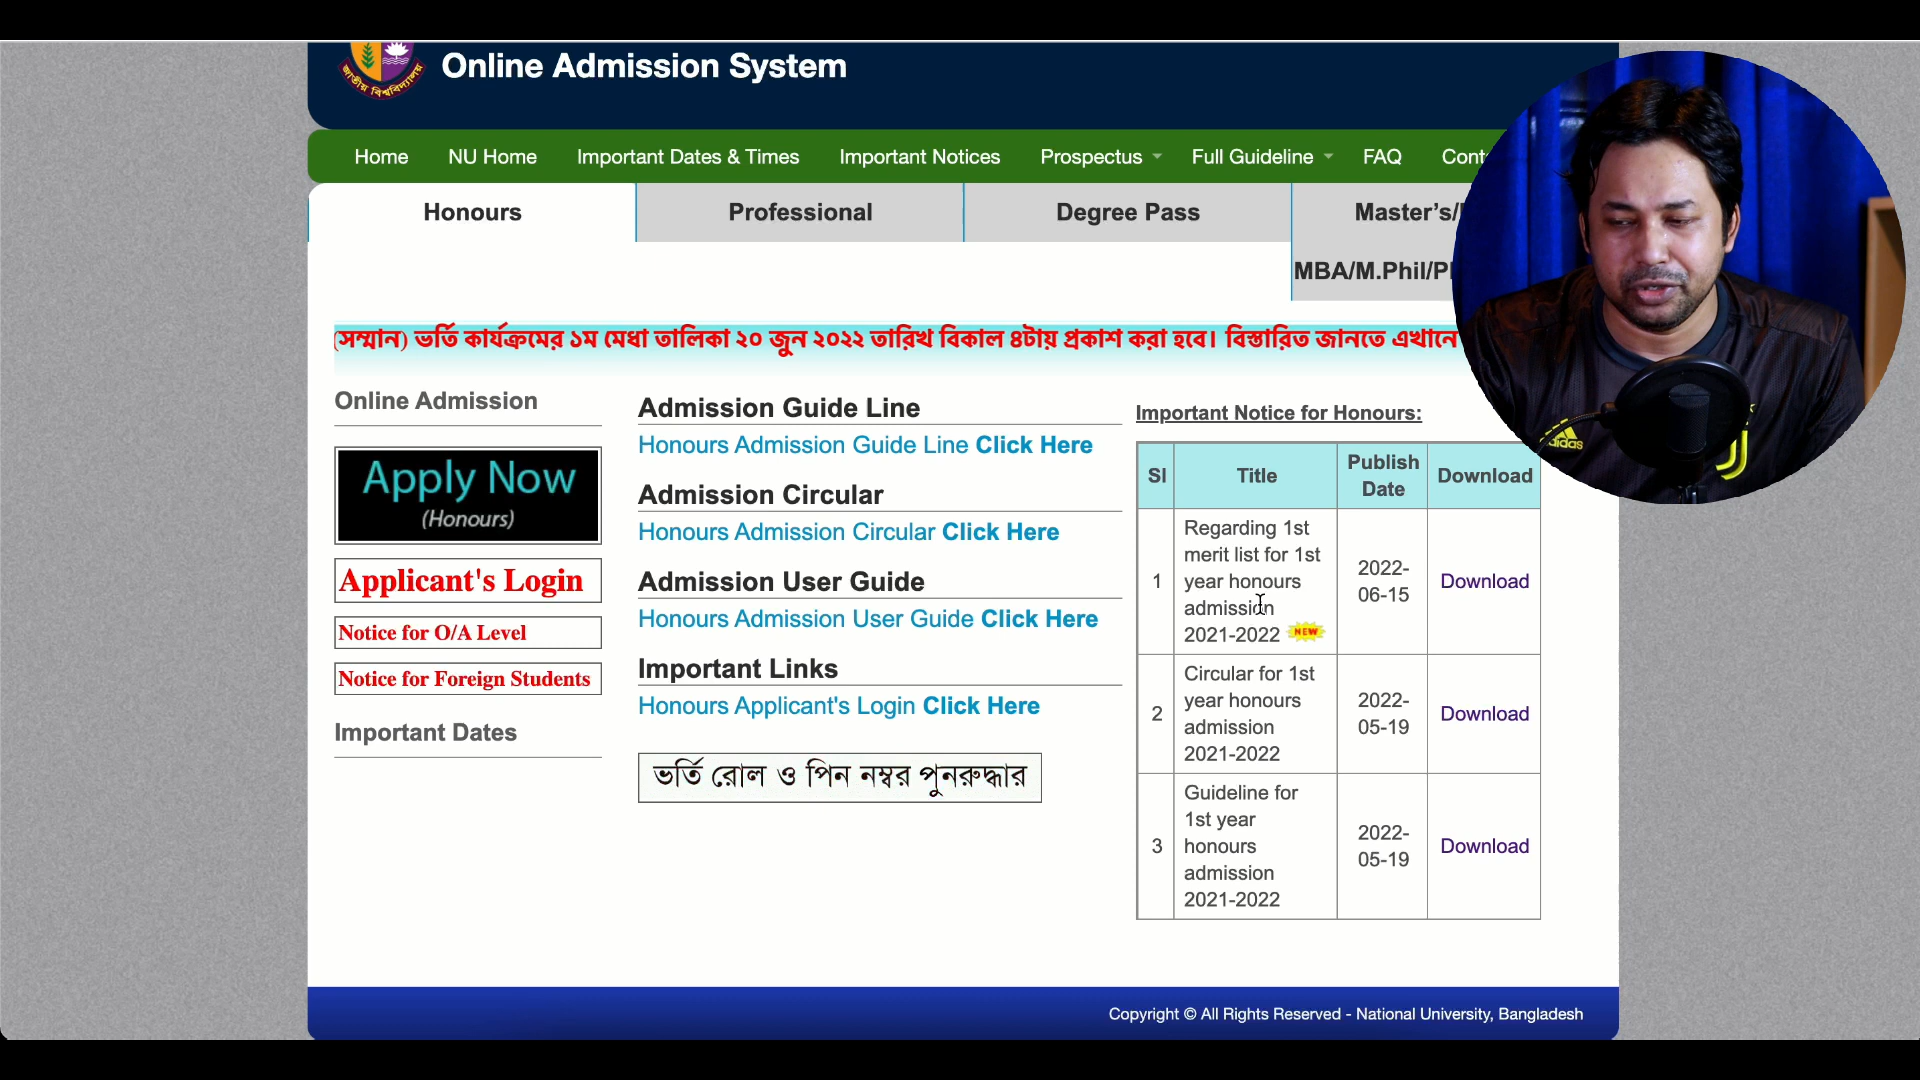 Online Admission System
জাতীয় বিশ্ববিদ্যালয়
Home NU Home Important Dates & Times Important Notices Prospectus Full Guideline FAQ
Honours Professional Degree Pass Master's/
MBA/M.Phil/
(সম্মান) ভর্তি কার্যক্রমের ১ম মেধা তালিকা ২০ জুন ২০২২ তারিখ বিকাল ৪টায় প্রকাশ করা হবে। বিস্তারিত জানতে এখানে
Online Admission
Apply Now
(Honours)
Applicant's Login
Notice for O/A Level
Notice for Foreign Students
Important Dates
Admission Guide Line
Honours Admission Guide Line Click Here
Admission Circular
Honours Admission Circular Click Here
Admission User Guide
Honours Admission User Guide Click Here
Important Links
Honours Applicant's Login Click Here
ভর্তি রোল ও পিন নম্বর পুনরুদ্ধার
Important Notice for Honours:
Sl Title Publish Date Download
1 Regarding 1st merit list for 1st year honours admission 2021-2022 NEW 2022-06-15 Download
2 Circular for 1st year honours admission 2021-2022 2022-05-19 Download
3 Guideline for 1st year honours admission 2021-2022 2022-05-19 Download
adidas
Copyright © All Rights Reserved - National University, Bangladesh